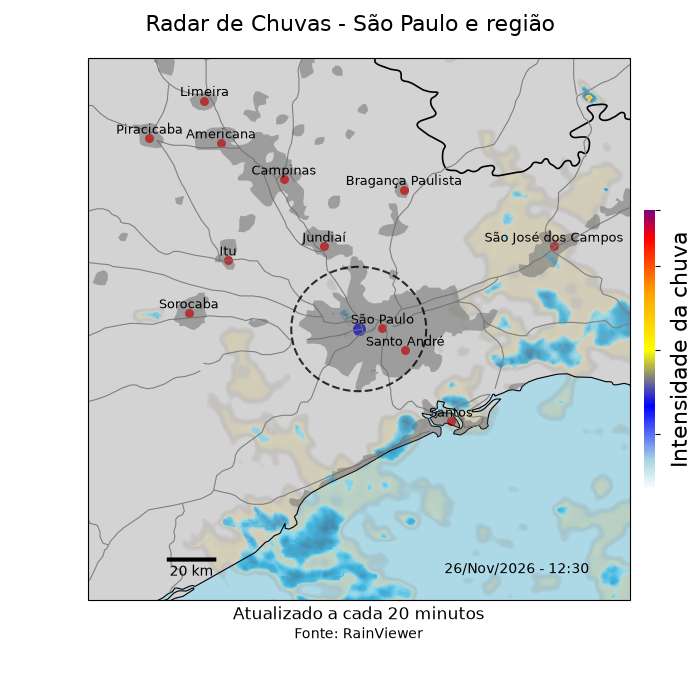 Radar de Chuvas - São Paulo e região
Limeira
Piracicaba
Americana
Campinas
Bragança Paulista
Jundiaí
São José dos Campos
Itu
Sorocaba
São Paulo
Santo André
Santos
Intensidade da chuva
20 km
26/Nov/2026 - 12:30
Atualizado a cada 20 minutos
Fonte: RainViewer